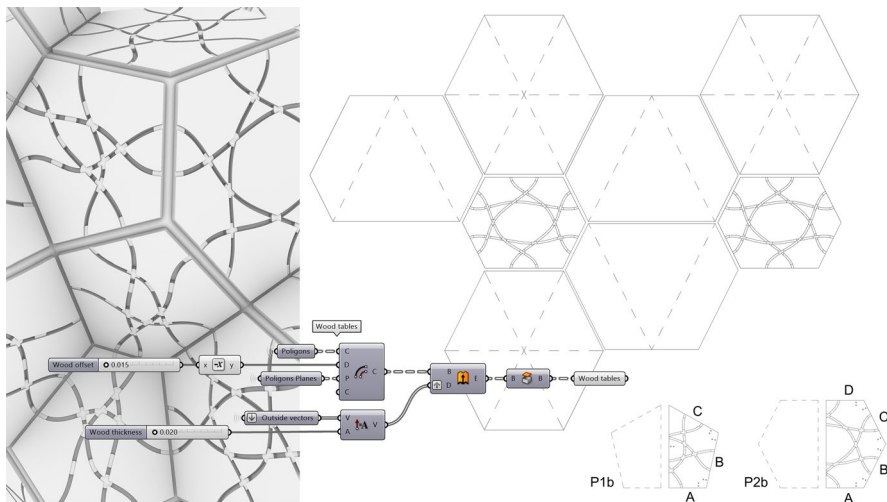 Wood tables
Poligons
C
D
P
C
C
Wood offset 0.015
x -X y
Poligons Planes
B
D
E
B B
Wood tables
Outside vectors
V
A
A V
Wood thickness 0.020
P1b
C
B
A
P2b
D
C
B
A